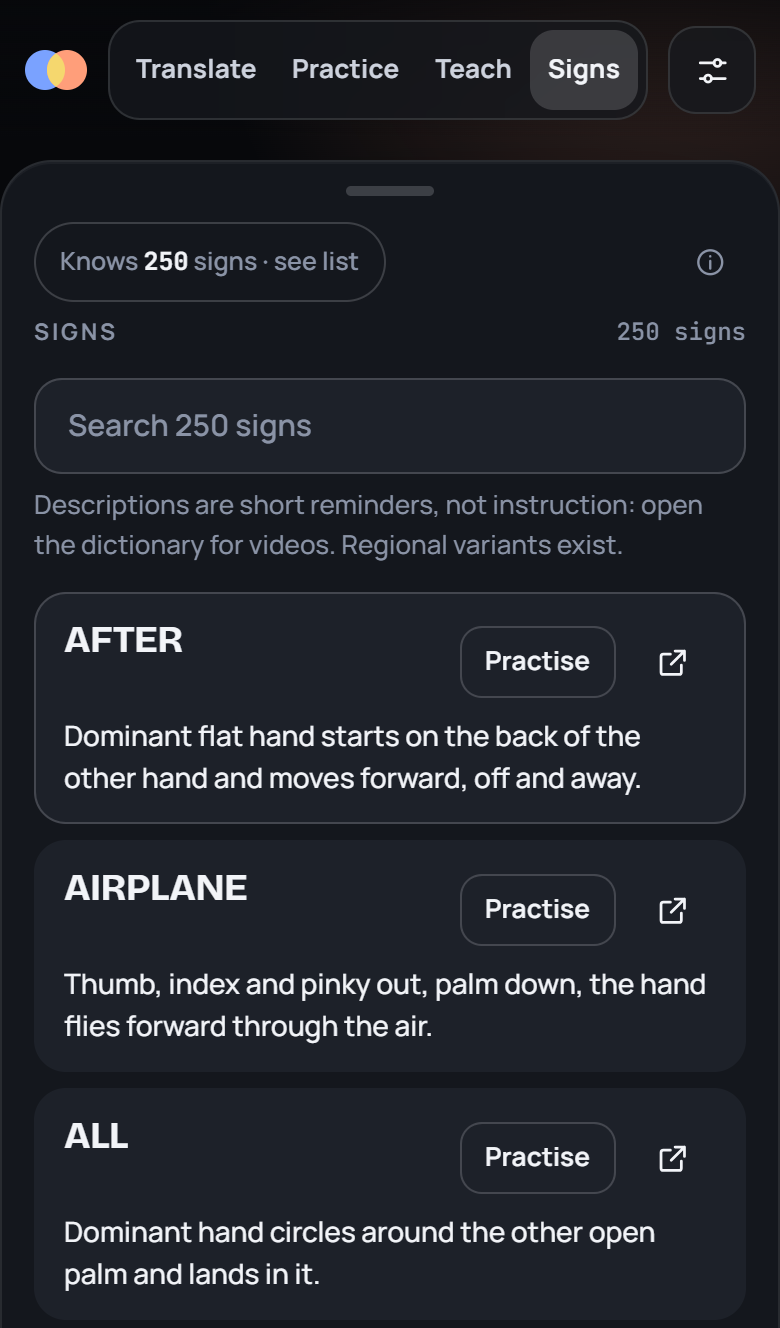 Translate Practice Teach Signs
Knows 250 signs · see list
SIGNS 250 signs
Search 250 signs
Descriptions are short reminders, not instruction: open
the dictionary for videos. Regional variants exist.
AFTER
Practise
Dominant flat hand starts on the back of the
other hand and moves forward, off and away.
AIRPLANE
Practise
Thumb, index and pinky out, palm down, the hand
flies forward through the air.
ALL
Practise
Dominant hand circles around the other open
palm and lands in it.